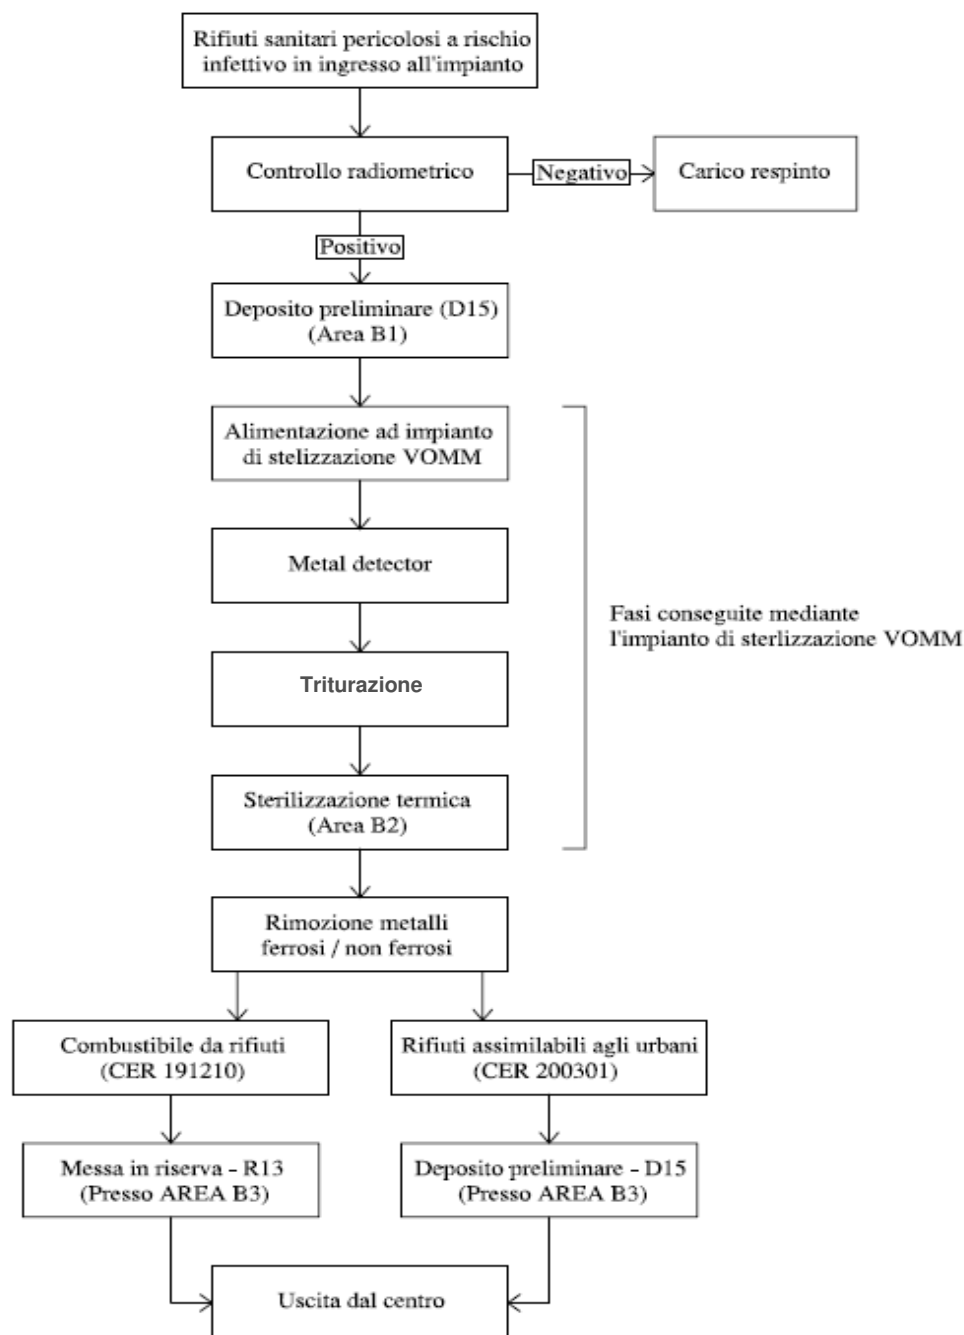 Rifiuti sanitari pericolosi a rischio
infettivo in ingresso all'impianto
Controllo radiometrico
Negativo
Carico respinto
Positivo
Deposito preliminare (D15)
(Area B1)
Alimentazione ad impianto
di stelizzazione VOMM
Metal detector
Fasi conseguite mediante
l'impianto di sterlizzazione VOMM
Triturazione
Sterilizzazione termica
(Area B2)
Rimozione metalli
ferrosi / non ferrosi
Combustibile da rifiuti
(CER 191210)
Rifiuti assimilabili agli urbani
(CER 200301)
Messa in riserva - R13
(Presso AREA B3)
Deposito preliminare - D15
(Presso AREA B3)
Uscita dal centro